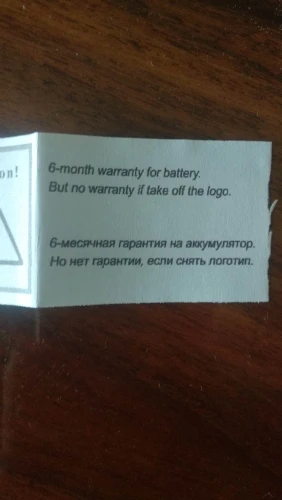 on!
6-month warranty for battery.
But no warranty if take off the logo.
6-месячная гарантия на аккумулятор.
Но нет гарантии, если снять логотип.